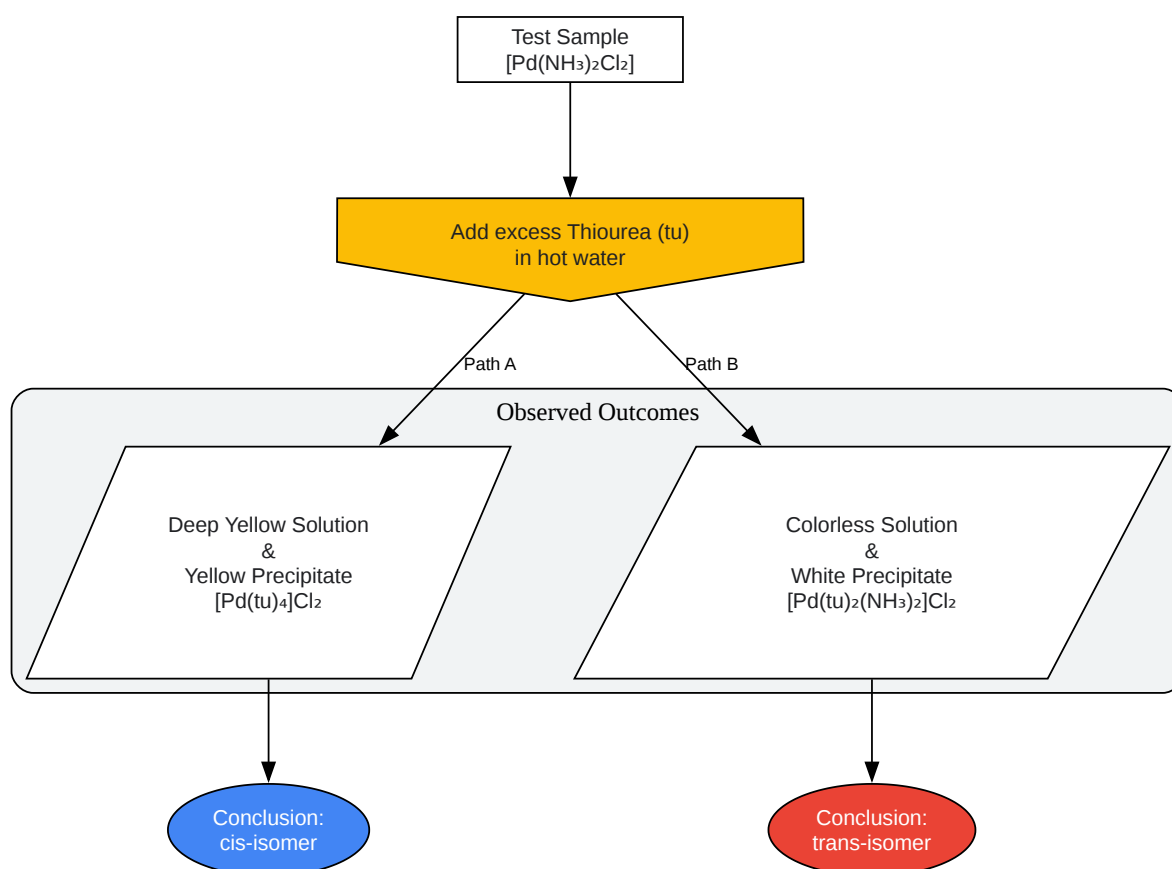 Test Sample
[Pd(NH₃)₂Cl₂]
Add excess Thiourea (tu)
in hot water
Path A
Path B
Observed Outcomes
Deep Yellow Solution
&
Yellow Precipitate
[Pd(tu)₄]Cl₂
Colorless Solution
&
White Precipitate
[Pd(tu)₂(NH₃)₂]Cl₂
Conclusion:
cis-isomer
Conclusion:
trans-isomer